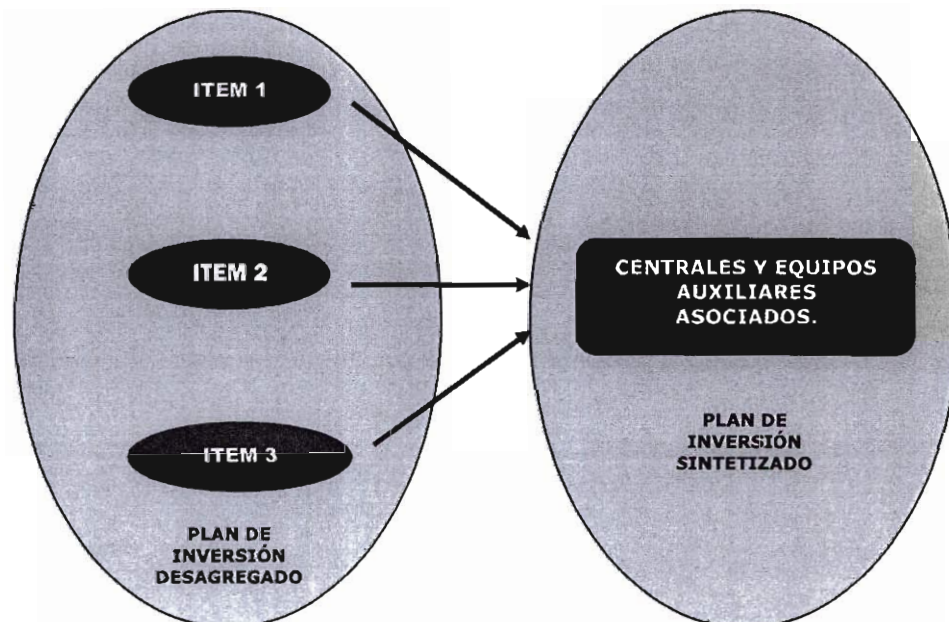 ITEM 1
ITEM 2
ITEM 3
PLAN DE
INVERSIÓN
DESAGREGADO
CENTRALES Y EQUIPOS
AUXILIARES
ASOCIADOS.
PLAN DE
INVERSIÓN
SINTETIZADO